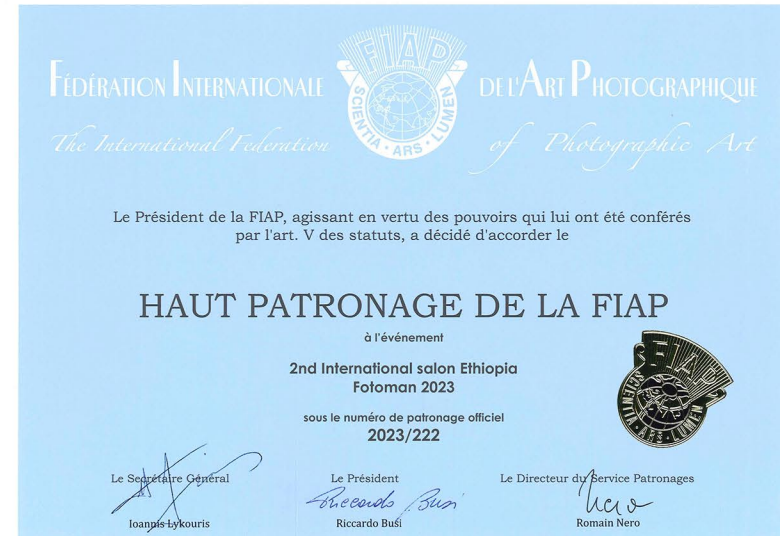 FÉDÉRATION INTERNATIONALE DE L'ART PHOTOGRAPHIQUE
FIAP
SCIENTIA · ARS · LUMEN
The International Federation of Photographic Art
Le Président de la FIAP, agissant en vertu des pouvoirs qui lui ont été conférés
par l'art. V des statuts, a décidé d'accorder le
HAUT PATRONAGE DE LA FIAP
à l'événement
2nd International salon Ethiopia
Fotoman 2023
sous le numéro de patronage officiel
2023/222
FIAP
SCIENTIA · ARS · LUMEN
Le Secrétaire Général Le Président Le Directeur du Service Patronages
Riccardo Busi Nero
Ioannis Lykouris Riccardo Busi Romain Nero